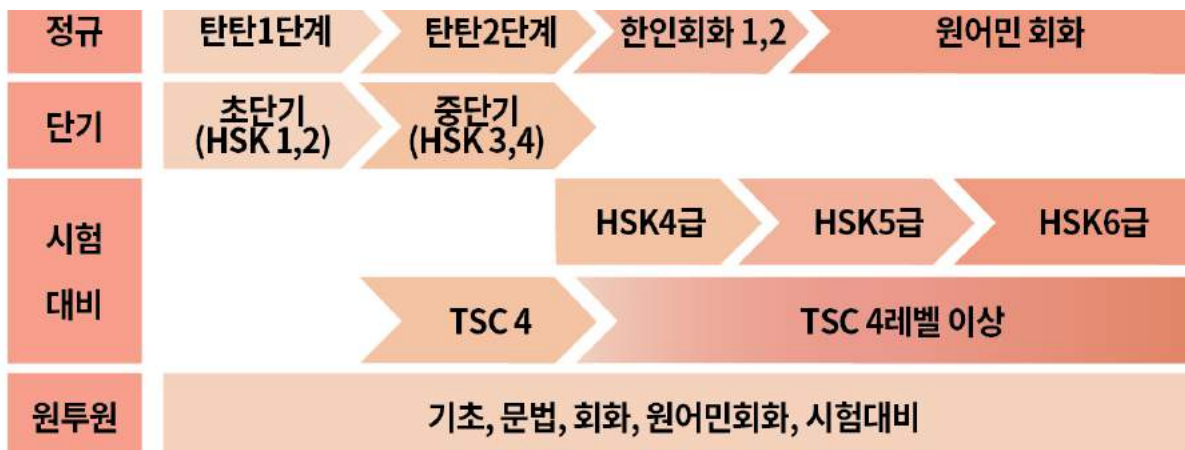 정규
탄탄1단계
탄탄2단계
한인회화 1,2
원어민 회화
단기
초단기
(HSK 1,2)
중단기
(HSK 3,4)
시험
대비
HSK4급
HSK5급
HSK6급
TSC 4
TSC 4레벨 이상
원투원
기초, 문법, 회화, 원어민회화, 시험대비